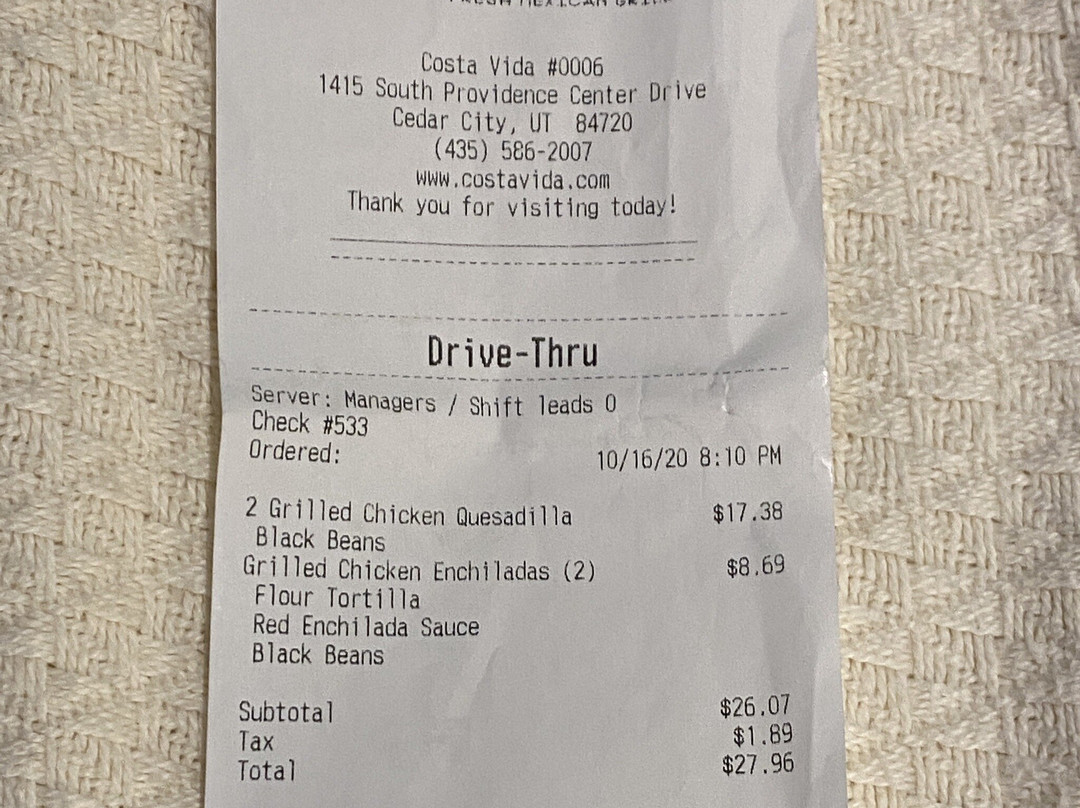 Costa Vida #0006
1415 South Providence Center Drive
Cedar City, UT 84720
(435) 586-2007
www.costavida.com
Thank you for visiting today!
Drive-Thru
Server: Managers / Shift leads 0
Check #533
Ordered: 10/16/20 8:10 PM
2 Grilled Chicken Quesadilla $17.38
Black Beans
Grilled Chicken Enchiladas (2) $8.69
Flour Tortilla
Red Enchilada Sauce
Black Beans
Subtotal $26.07
Tax $1.89
Total $27.96